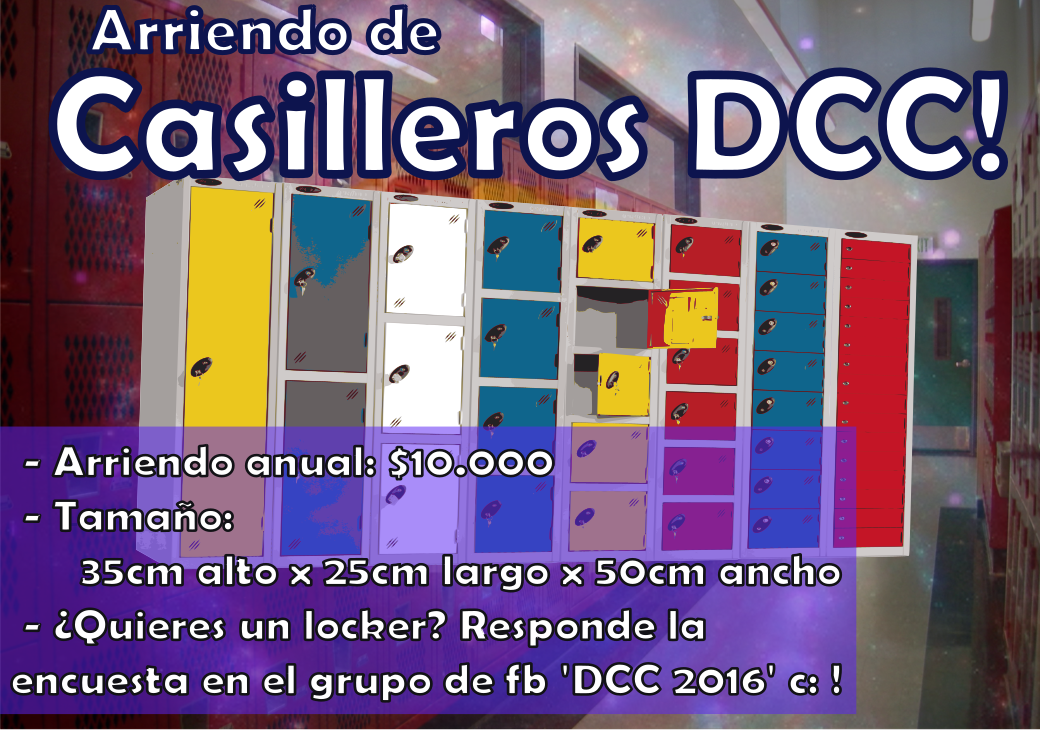 Arriendo de
Casilleros DCC!
- Arriendo anual: $10.000
- Tamaño:
35cm alto x 25cm largo x 50cm ancho
- ¿Quieres un locker? Responde la
encuesta en el grupo de fb 'DCC 2016' c: !